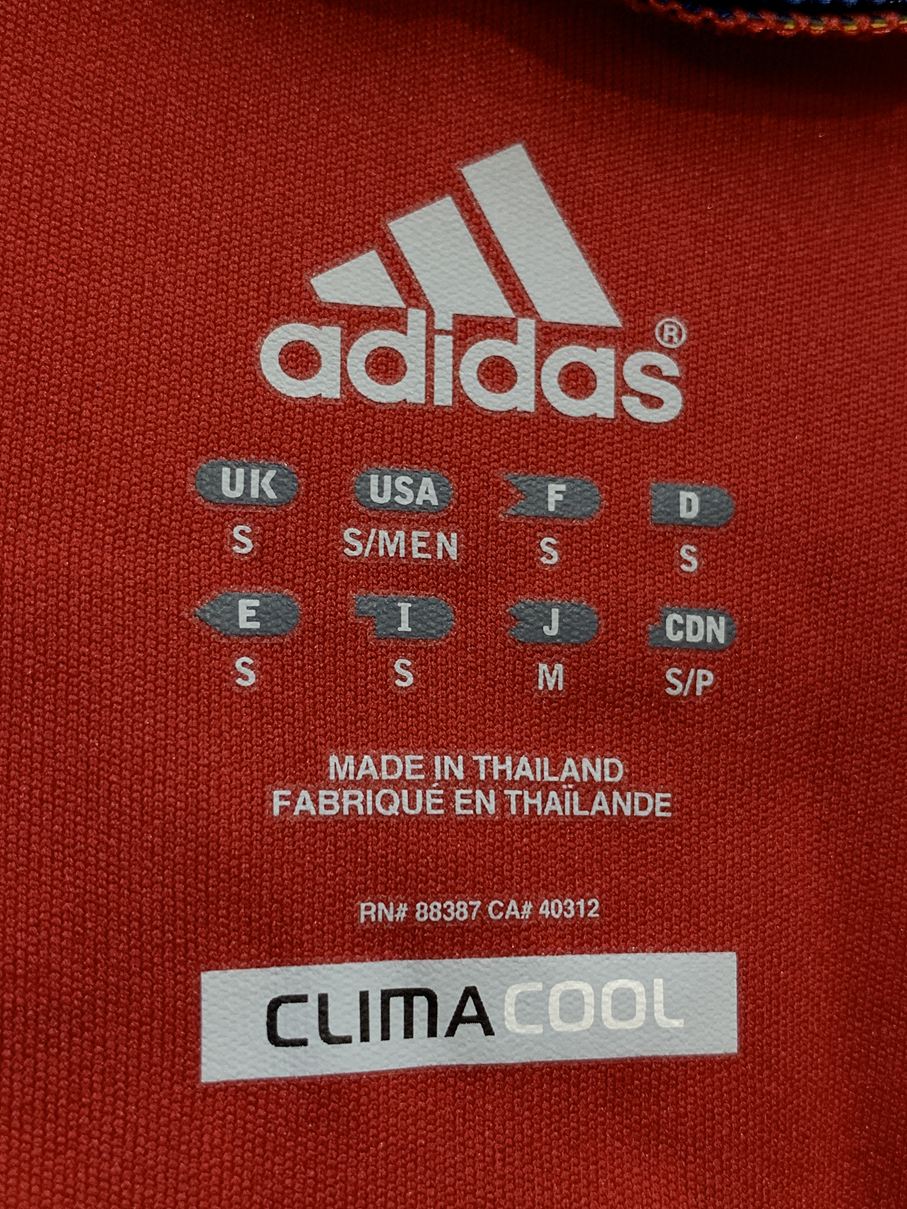 adidas®
UK USA F D
S S/MEN S S
E I J CDN
S S M S/P
MADE IN THAILAND
FABRIQUÉ EN THAÏLANDE
RN# 88387 CA# 40312
CLIMACOOL